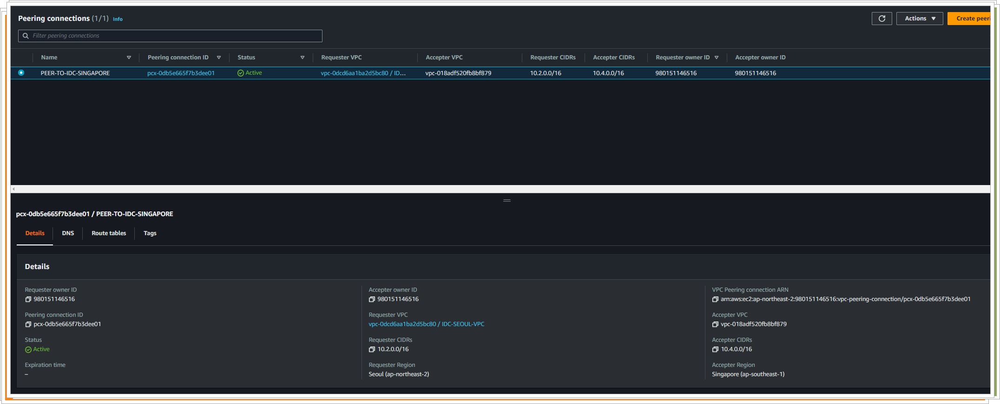 Peering connections (1/1) Info
Actions
Create peeri
Filter peering connections
Name Peering connection ID Status Requester VPC Accepter VPC Requester CIDRs Accepter CIDRs Requester owner ID Accepter owner ID
PEER-TO-IDC-SINGAPORE pcx-0db5e665f7b3dee01 Active vpc-0dcd6aa1ba2d5bc80 / ID... vpc-018adf520fb8bf879 10.2.0.0/16 10.4.0.0/16 980151146516 980151146516
pcx-0db5e665f7b3dee01 / PEER-TO-IDC-SINGAPORE
Details DNS Route tables Tags
Details
Requester owner ID
980151146516
Peering connection ID
pcx-0db5e665f7b3dee01
Status
Active
Expiration time
–
Accepter owner ID
980151146516
Requester VPC
vpc-0dcd6aa1ba2d5bc80 / IDC-SEOUL-VPC
Requester CIDRs
10.2.0.0/16
Requester Region
Seoul (ap-northeast-2)
VPC Peering connection ARN
arn:aws:ec2:ap-northeast-2:980151146516:vpc-peering-connection/pcx-0db5e665f7b3dee01
Accepter VPC
vpc-018adf520fb8bf879
Accepter CIDRs
10.4.0.0/16
Accepter Region
Singapore (ap-southeast-1)